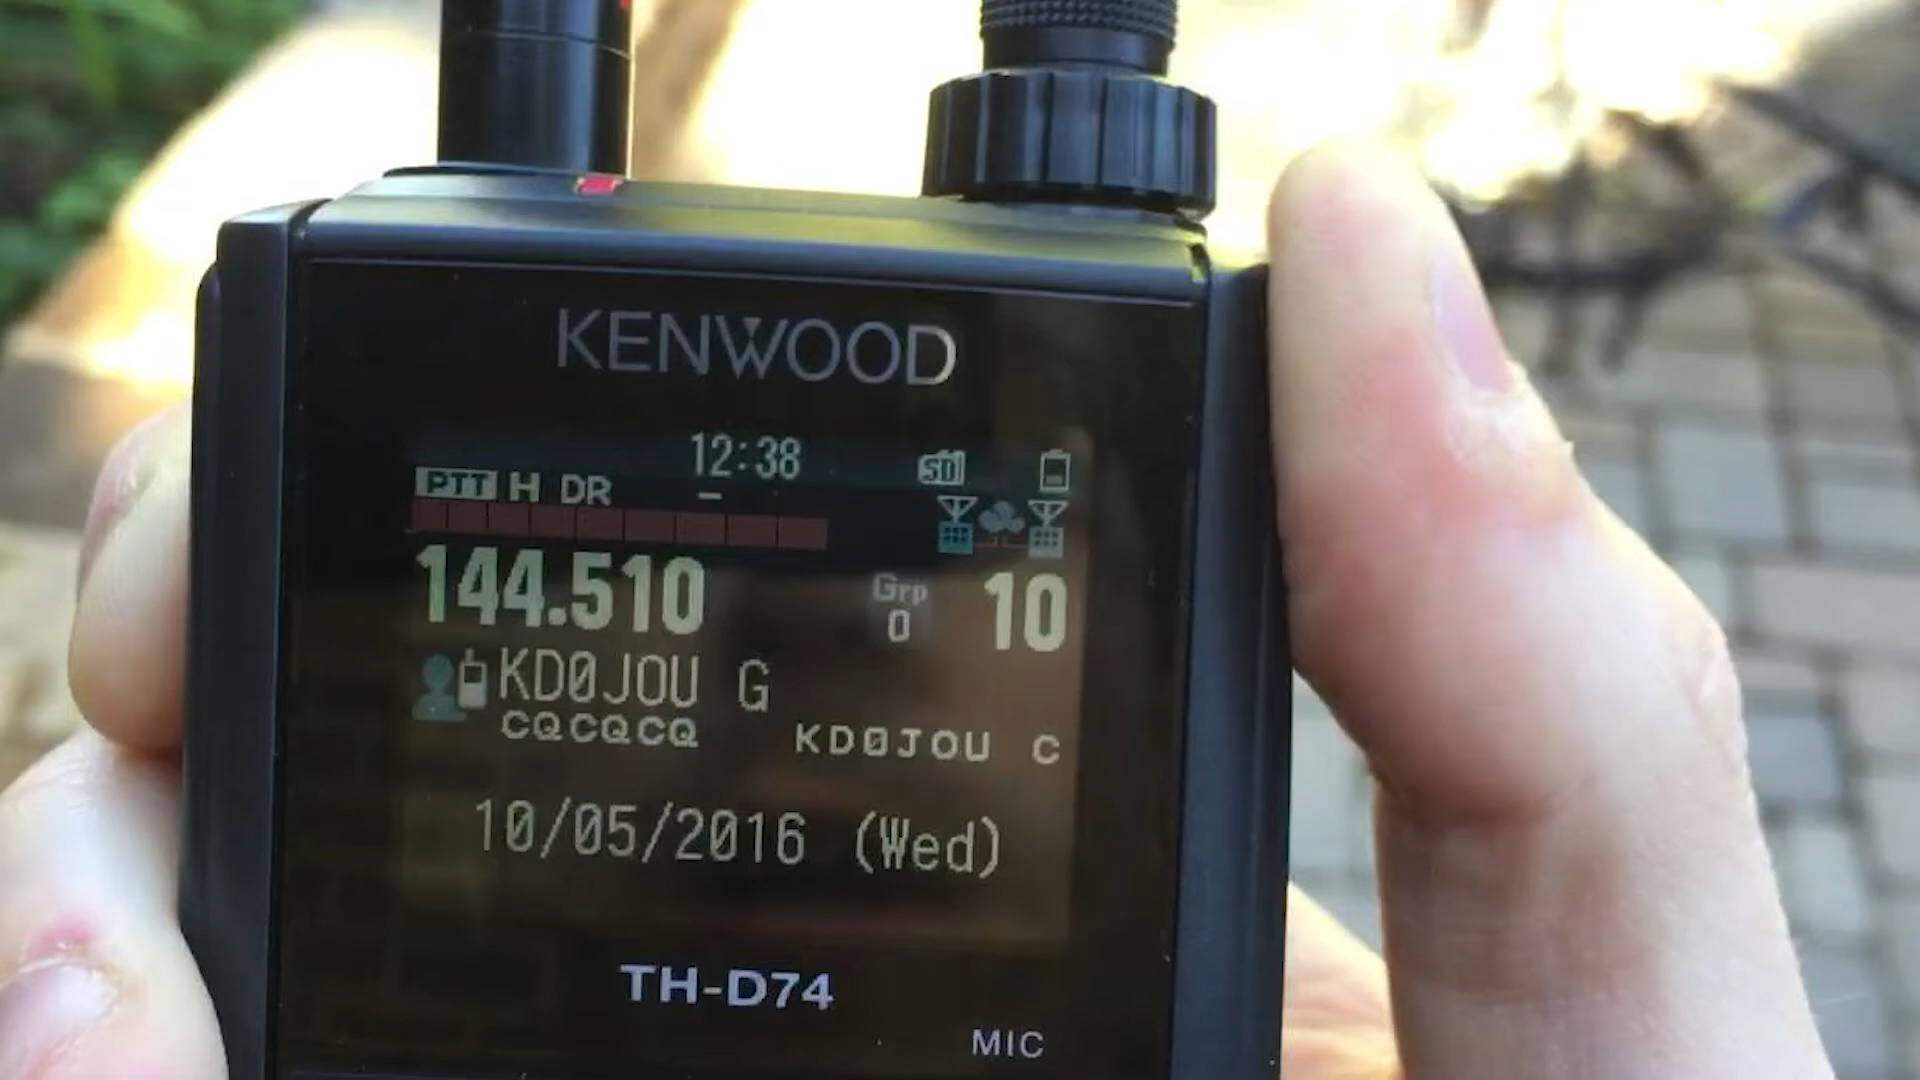 KENWOOD
12:38 SD
PTT H DR
144.510 Grp 0 10
KD0JOU G
CQCQCQ KD0JOU C
10/05/2016 (Wed)
TH-D74
MIC